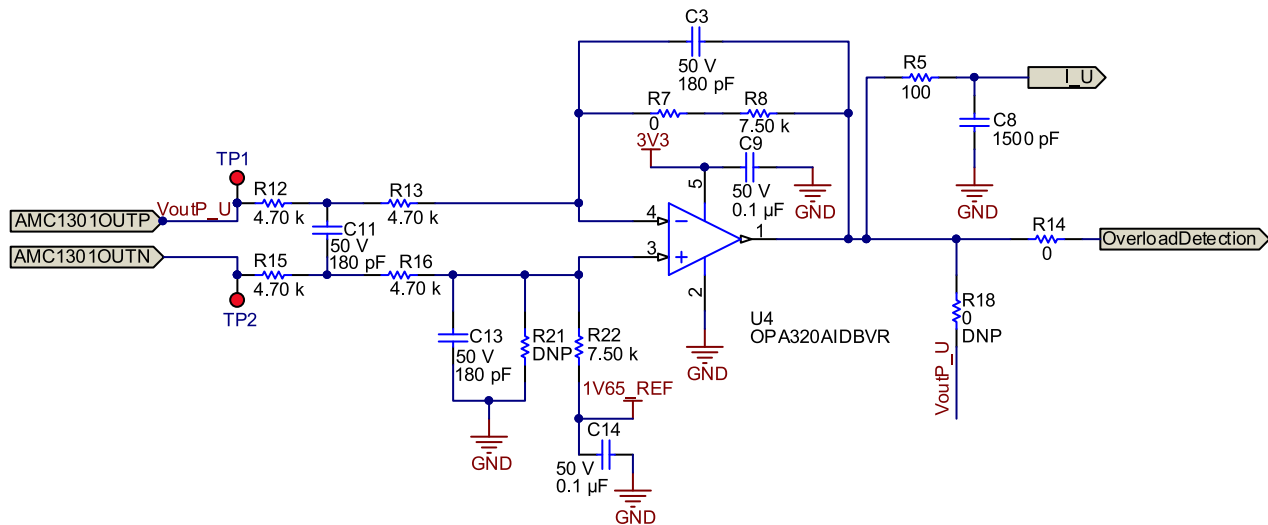 C3
50 V
180 pF
R5
100
I_U
R7
0
R8
7.50 k
C8
1500 pF
3V3
C9
50 V
0.1 µF
GND
GND
TP1
VoutP_U
R12
4.70 k
R13
4.70 k
AMC1301OUTP
C11
50 V
180 pF
5
4
3
1
2
AMC1301OUTN
R15
4.70 k
R16
4.70 k
TP2
R14
0
OverloadDetection
U4
OPA320AIDBVR
GND
R18
0
DNP
VoutP_U
C13
50 V
180 pF
R21
DNP
R22
7.50 k
1V65_REF
GND
C14
50 V
0.1 µF
GND